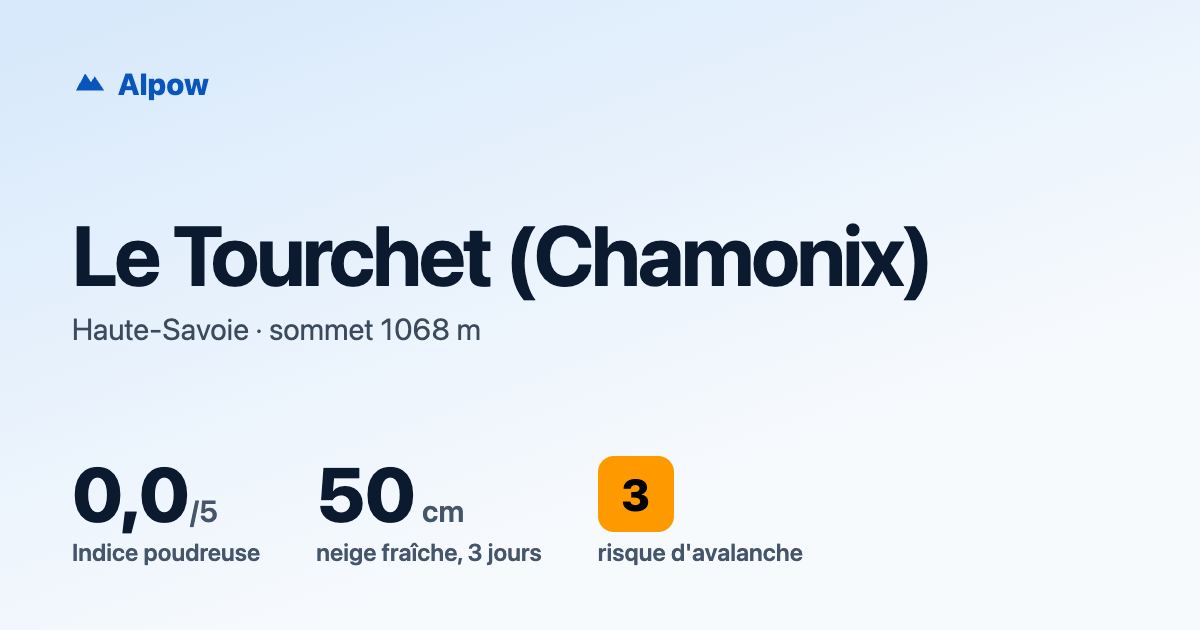 Alpow
Le Tourchet (Chamonix)
Haute-Savoie · sommet 1068 m
0,0/5
Indice poudreuse
50 cm
neige fraîche, 3 jours
3
risque d'avalanche